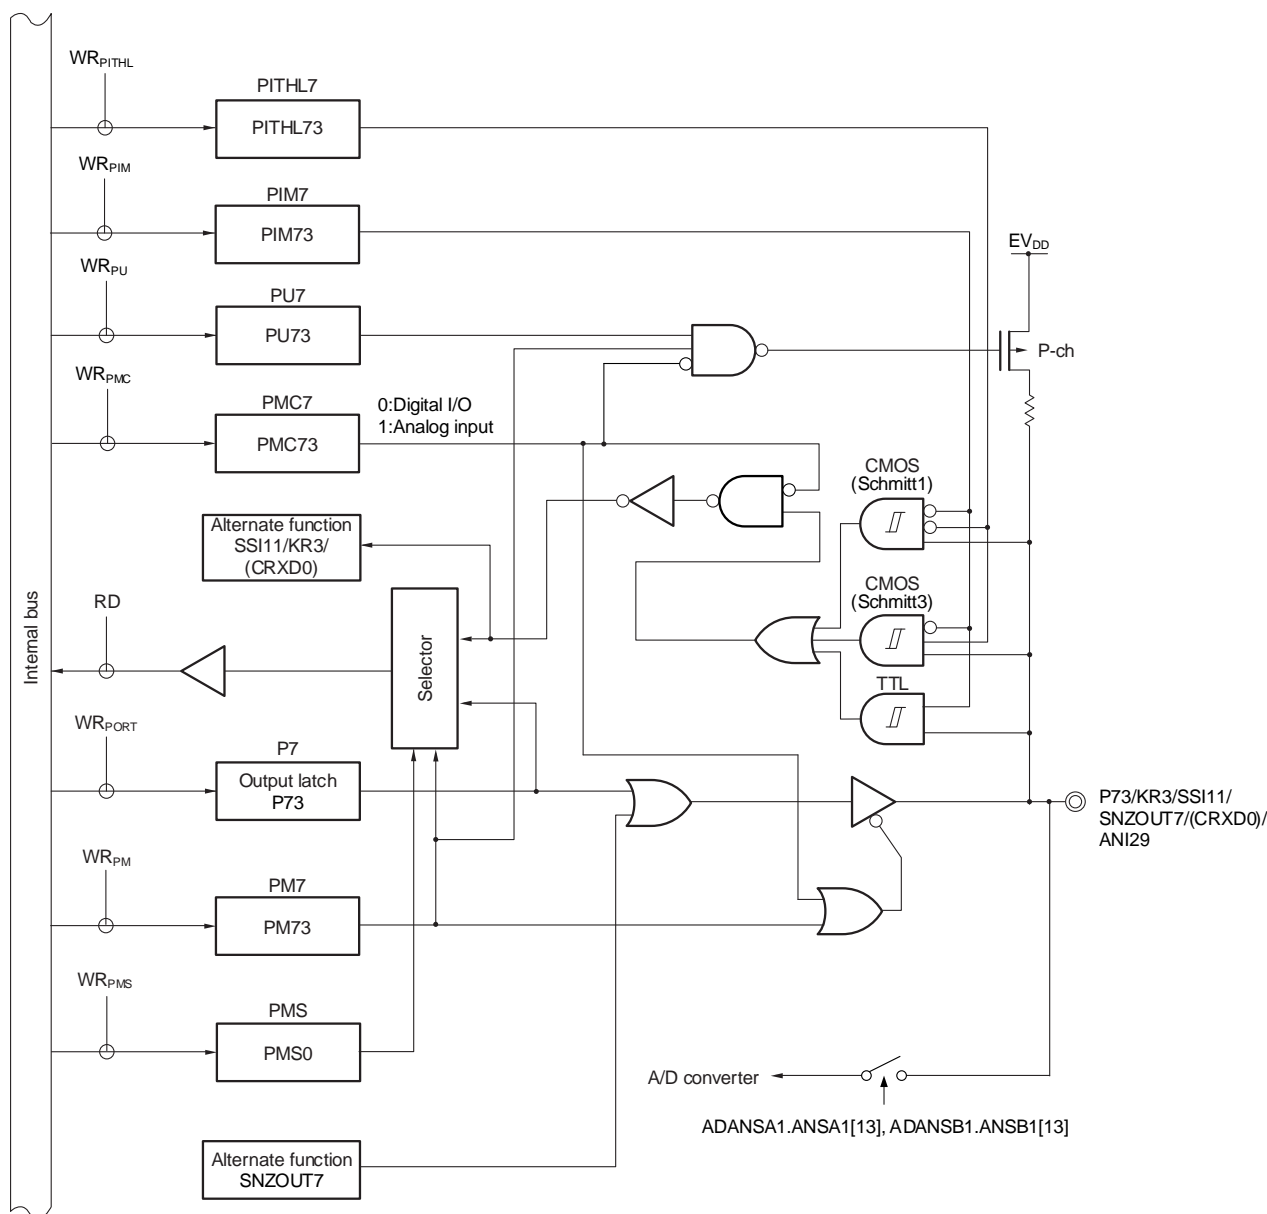 WRPITHL
PITHL7
PITHL73
WRPIM
PIM7
PIM73
EVDD
WRPU
PU7
PU73
P-ch
WRPMC
PMC7
0:Digital I/O
1:Analog input
PMC73
CMOS
(Schmitt1)
Alternate function
SSI11/KR3/
(CRXD0)
Internal bus
RD
Selector
CMOS
(Schmitt3)
TTL
WRPORT
P7
Output latch
P73
P73/KR3/SSI11/
SNZOUT7/(CRXD0)/
ANI29
WRPM
PM7
PM73
WRPMS
PMS
PMS0
A/D converter
ADANSA1.ANSA1[13], ADANSB1.ANSB1[13]
Alternate function
SNZOUT7